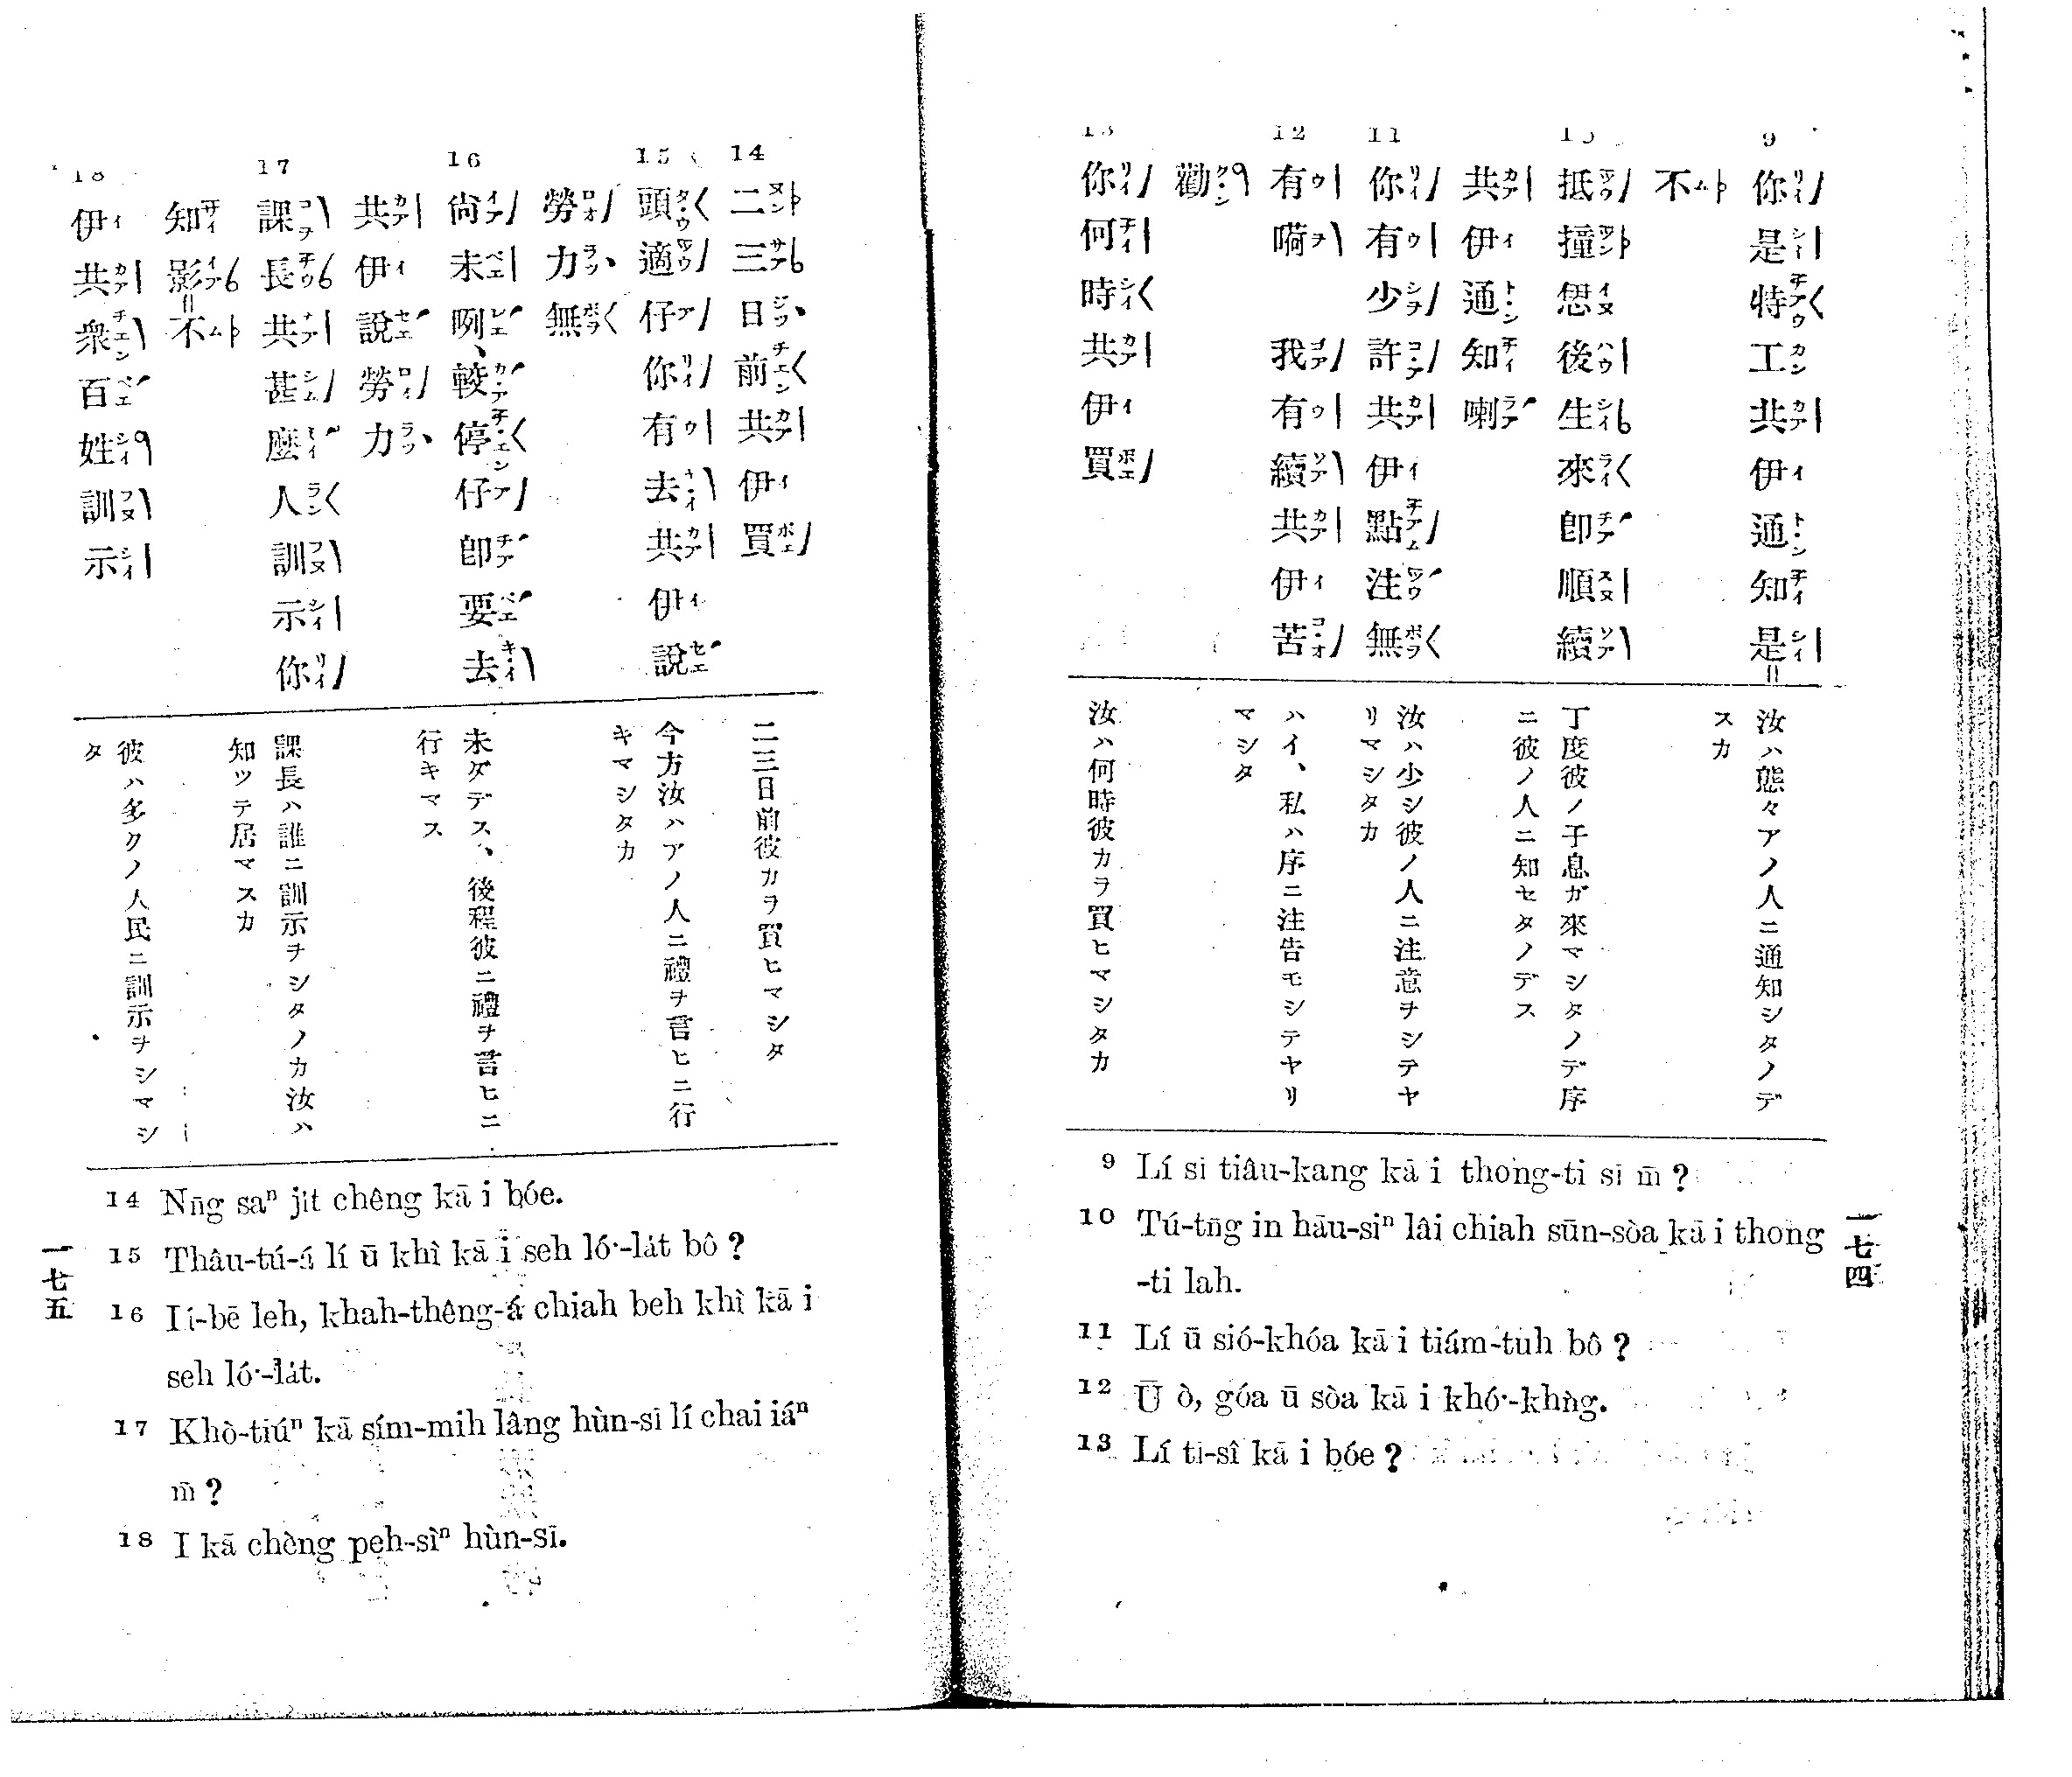 9
你是特工共伊通知是=
不
10
抵撞恖後生來卽順續
共伊通知喇
11
你有少許共伊點注無
12
有嗬 我有續共伊苦
勸
13
你何時共伊買
汝ハ態々アノ人ニ通知シタノデ
スカ
丁度彼ノ子息ガ來マシタノデ序
ニ彼ノ人ニ知セタノデス
汝ハ少シ彼ノ人ニ注意ヲシテヤ
リマシタカ
ハイ、私ハ序ニ注告モシテヤリ
マシタ
汝ハ何時彼カラ買ヒマシタカ
9 Lí sī tiâu-kang kā i thong-ti sī m̄ ?
10 Tú-tn̄g in hāu-siⁿ lâi chiah sūn-sòa kā i thong
-ti lah.
11 Lí ū sió-khóa kā i tiám-tuh bô ?
12 Ū ò, góa ū sòa kā i khó͘-khǹg.
13 Lí tī-sî kā i bóe ?
一七四
14
二三日前共伊買
15
頭適仔你有去共伊說
勞力無
16
尙未咧、較停仔卽要去
共伊說勞力
17
課長共甚麼人訓示你
知影=不
18
伊共衆百姓訓示
二三日前彼カラ買ヒマシタ
今方汝ハアノ人ニ禮ヲ言ヒニ行
キマシタカ
未ダデス、後程彼ニ禮ヲ言ヒニ
行キマス
課長ハ誰ニ訓示ヲシタノカ汝ハ
知ツテ居マスカ
彼ハ多クノ人民ニ訓示ヲシマシ
タ
14 Nn̄g saⁿ ji̍t chêng kā i bóe.
15 Thâu-tú-á lí ū khì kā i seh ló͘-la̍t bô ?
16 Ií-bē leh, khah-thêng-á chiah beh khì kā i
seh ló͘-la̍t.
17 Khò-tiúⁿ kā sím-mih lâng hùn-sī lí chai iáⁿ
m̄ ?
18 I kā chèng peh-sìⁿ hùn-sī.
一七五